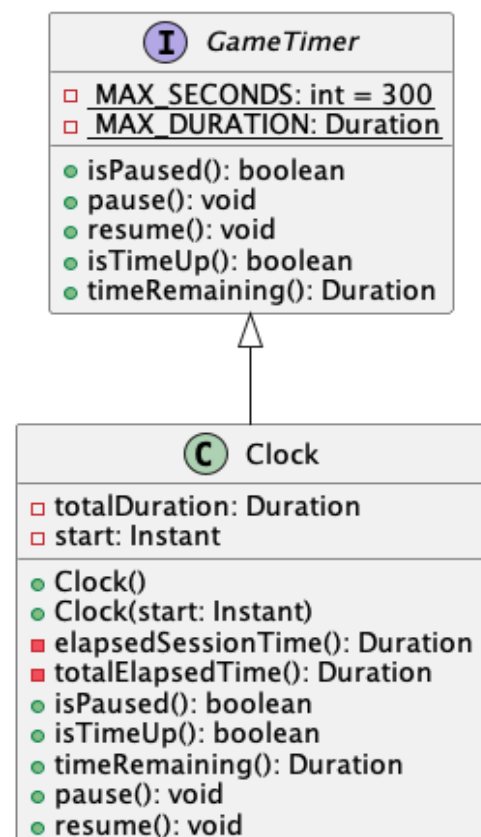 I GameTimer
MAX_SECONDS: int = 300
MAX_DURATION: Duration
isPaused(): boolean
pause(): void
resume(): void
isTimeUp(): boolean
timeRemaining(): Duration
C Clock
totalDuration: Duration
start: Instant
Clock()
Clock(start: Instant)
elapsedSessionTime(): Duration
totalElapsedTime(): Duration
isPaused(): boolean
isTimeUp(): boolean
timeRemaining(): Duration
pause(): void
resume(): void